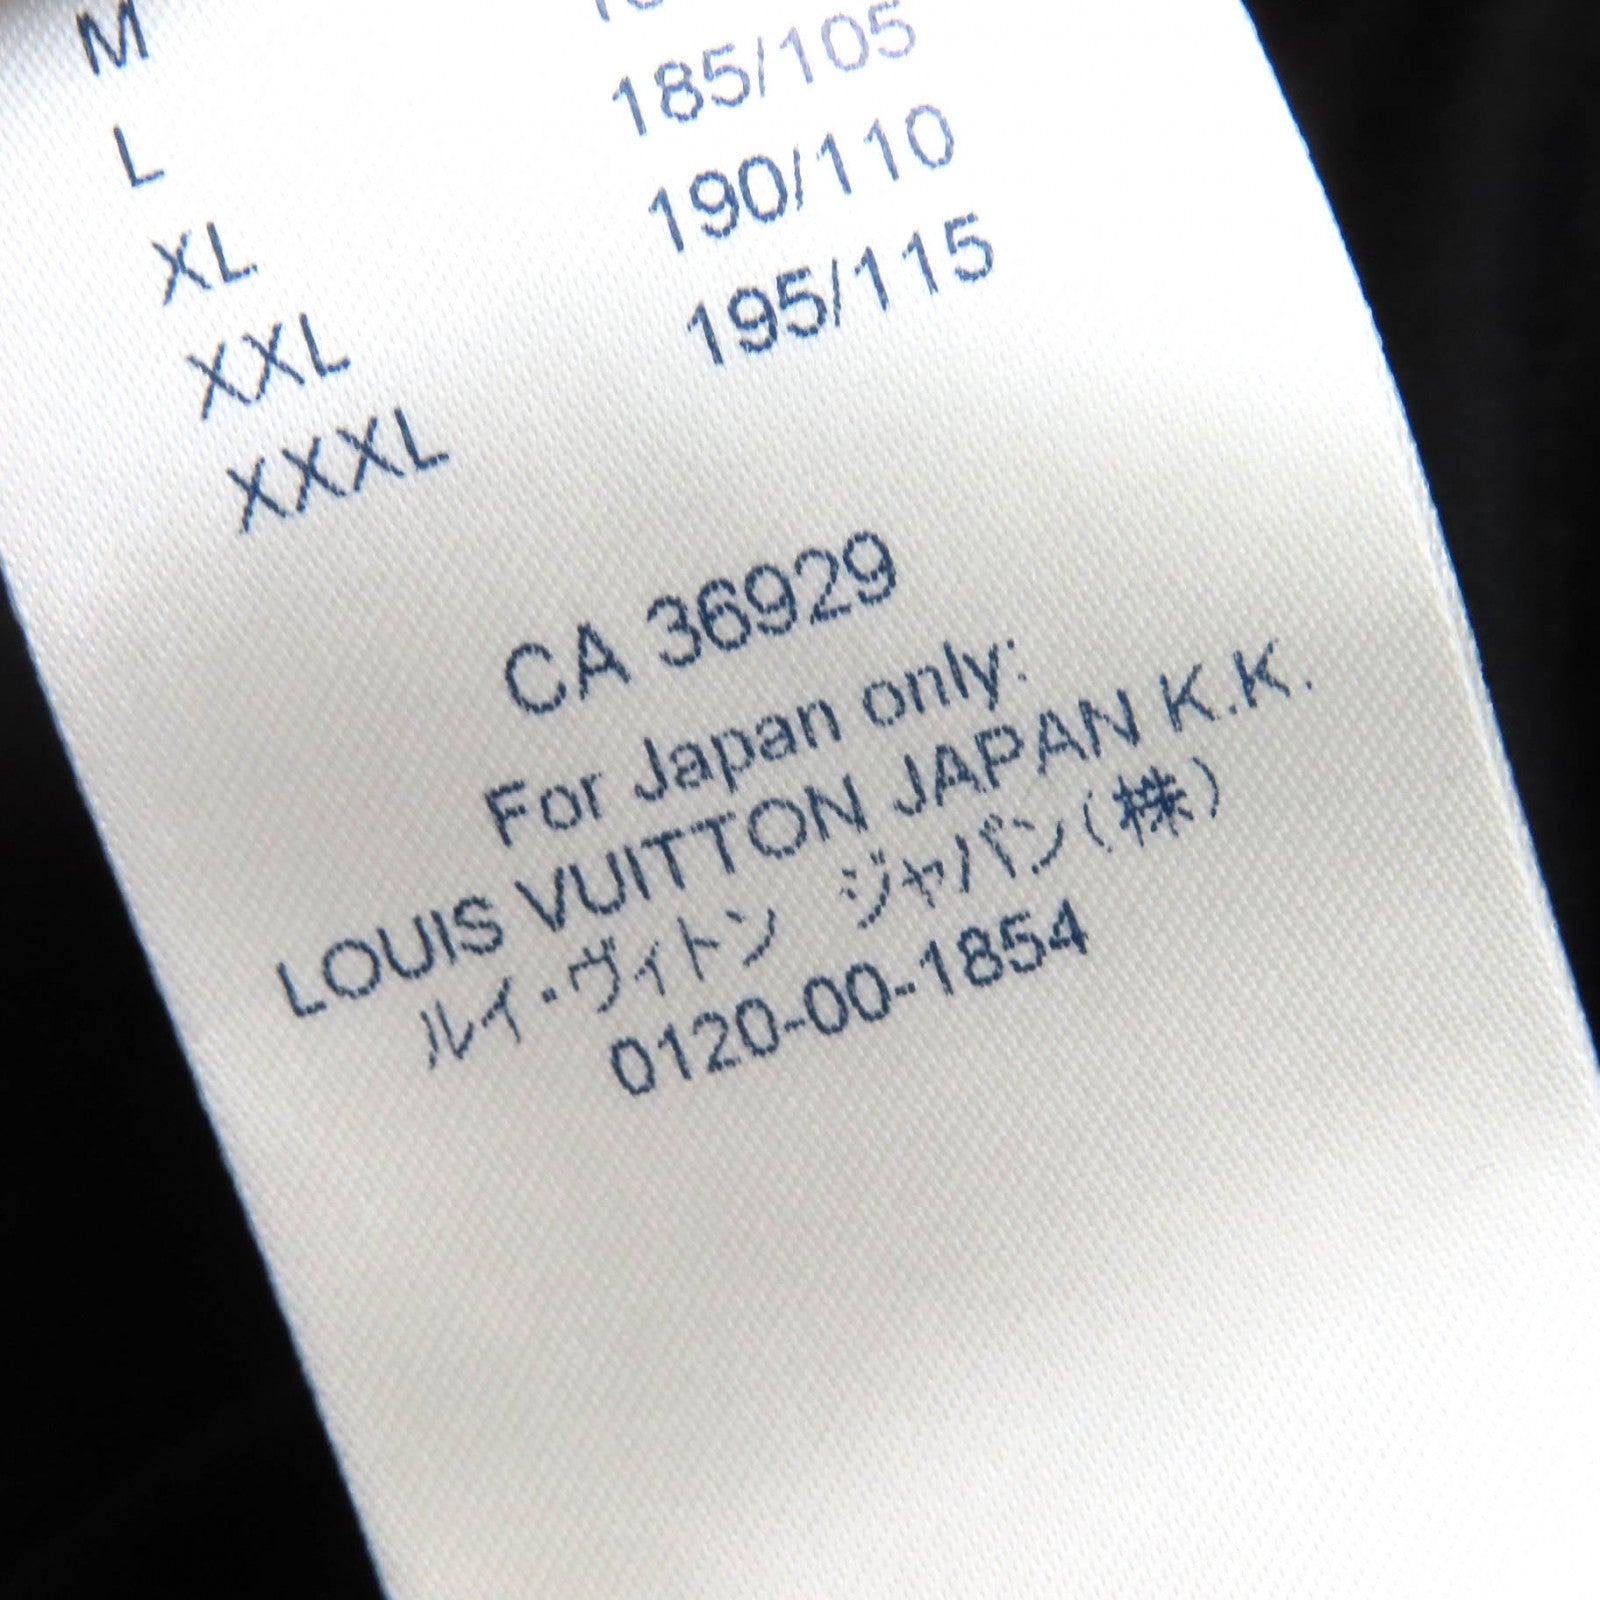 M
L
XL 185/105
XXL 190/110
XXXL 195/115
CA 36929
For Japan only:
LOUIS VUITTON JAPAN K.K.
ルイ・ヴィトン ジャパン(株)
0120-00-1854